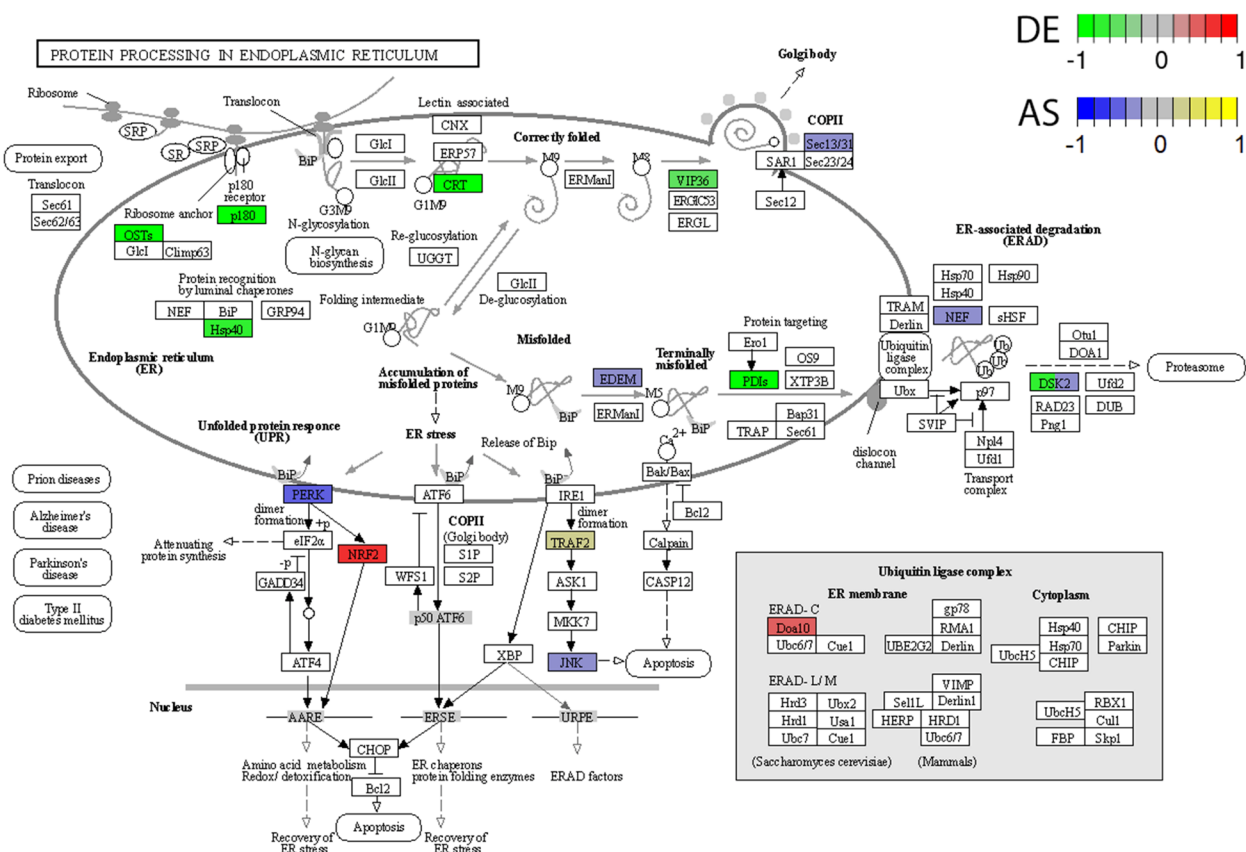 DE
-1 0 1
AS
-1 0 1
PROTEIN PROCESSING IN ENDOPLASMIC RETICULUM
Golgi body
Ribosome
Translocon
Lectin associated
CNX
Correctly folded
COPII
SRP
SR
SRP
GlcI
ERP57
M9
M8
Sec13/31
SAR1
Sec23/24
Protein export
BiP
GlcII
CRT
ERManI
VIP36
ERGIC53
ERGL
Sec12
Translocon
Sec61
Sec62/63
p180
receptor
Ribosome anchor
p180
G3M9
G1M9
N-glycosylation
OSTs
GlcI
Climp63
N-glycan
biosynthesis
Re-glucosylation
UGGT
ER-associated degradation
(ERAD)
Protein recognition
by luminal chaperones
NEF
BiP
GRP94
Hsp40
Folding intermediate
GlcII
De-glucosylation
G1M9
Hsp70
Hsp90
Hsp40
NEF
sHSF
TRAM
Derlin
Ubiquitin
ligase
complex
Ubx
Ub
Ub
Ub
Otu1
DOA1
Proteasome
p97
DSK2
Ufd2
RAD23
DUB
Png1
SVIP
Npl4
Ufd1
Transport
complex
dislocon
channel
Endoplasmic reticulum
(ER)
Misfolded
Protein targeting
Ero1
OS9
Terminally
misfolded
PDIs
XTP3B
Accumulation of
misfolded proteins
M9
EDEM
BiP
ERManI
M5
BiP
Bap31
TRAP
Sec61
Unfolded protein responce
(UPR)
ER stress
Release of Bip
Ca2+
Bak/Bax
Bcl2
BiP
BiP
BiP
PERK
ATF6
IRE1
Prion diseases
Alzheimer's
disease
Parkinson's
disease
Type II
diabetes mellitus
dimer
formation
+p
eIF2α
Attenuating
protein synthesis
-p
GADD34
NRF2
ATF4
COPII
(Golgi body)
S1P
S2P
WFS1
p50 ATF6
dimer
formation
TRAF2
ASK1
MKK7
JNK
XBP
Calpain
CASP12
Apoptosis
Nucleus
AARE
ERSE
URPE
CHOP
Amino acid metabolism
Redox/ detoxification
ER chaperons
protein folding enzymes
ERAD factors
Bcl2
Apoptosis
Recovery of
ER stress
Recovery of
ER stress
Ubiquitin ligase complex
ER membrane
Cytoplasm
ERAD- C
Doa10
Ubc6/7
Cue1
gp78
RMA1
UBE2G2
Derlin
Hsp40
Hsp70
UbcH5
CHIP
CHIP
Parkin
ERAD- L/ M
Hrd3
Ubx2
Hrd1
Usa1
Ubc7
Cue1
VIMP
Sel1L
Derlin1
HERP
HRD1
Ubc6/7
UbcH5
RBX1
Cul1
FBP
Skp1
(Saccharomyces cerevisiae)
(Mammals)